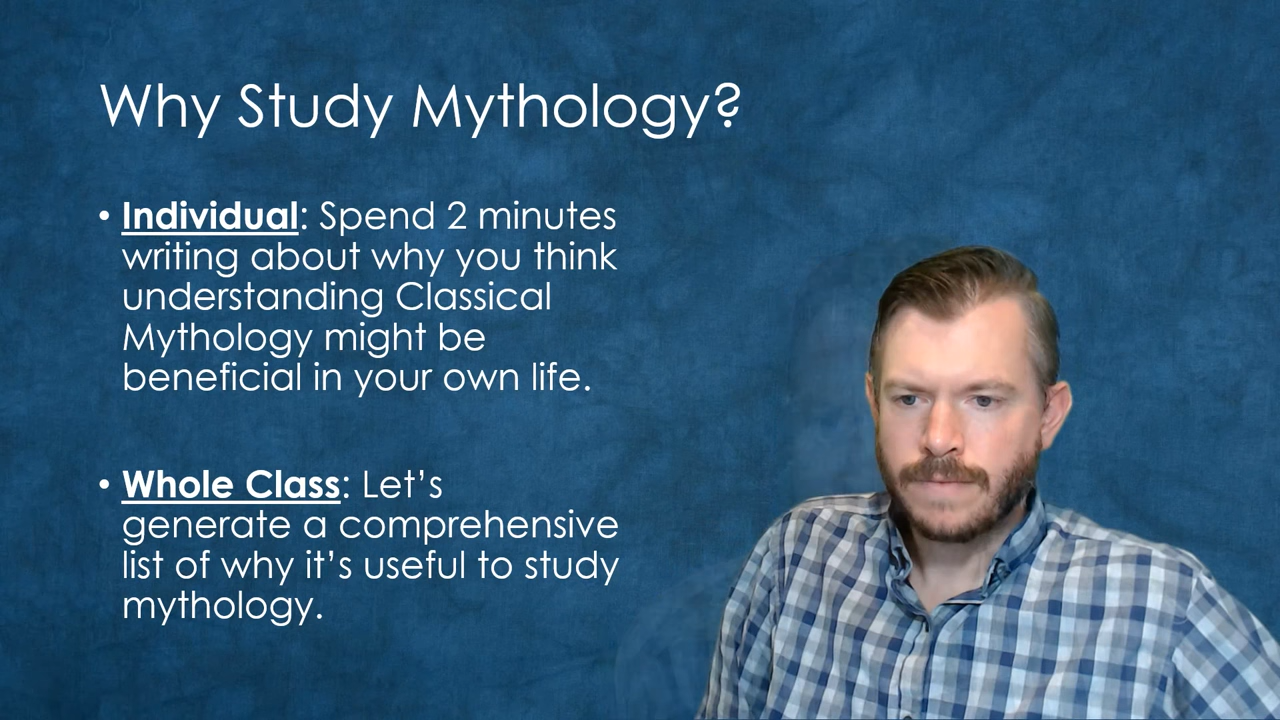 Why Study Mythology?
• Individual: Spend 2 minutes
writing about why you think
understanding Classical
Mythology might be
beneficial in your own life.
• Whole Class: Let’s
generate a comprehensive
list of why it’s useful to study
mythology.